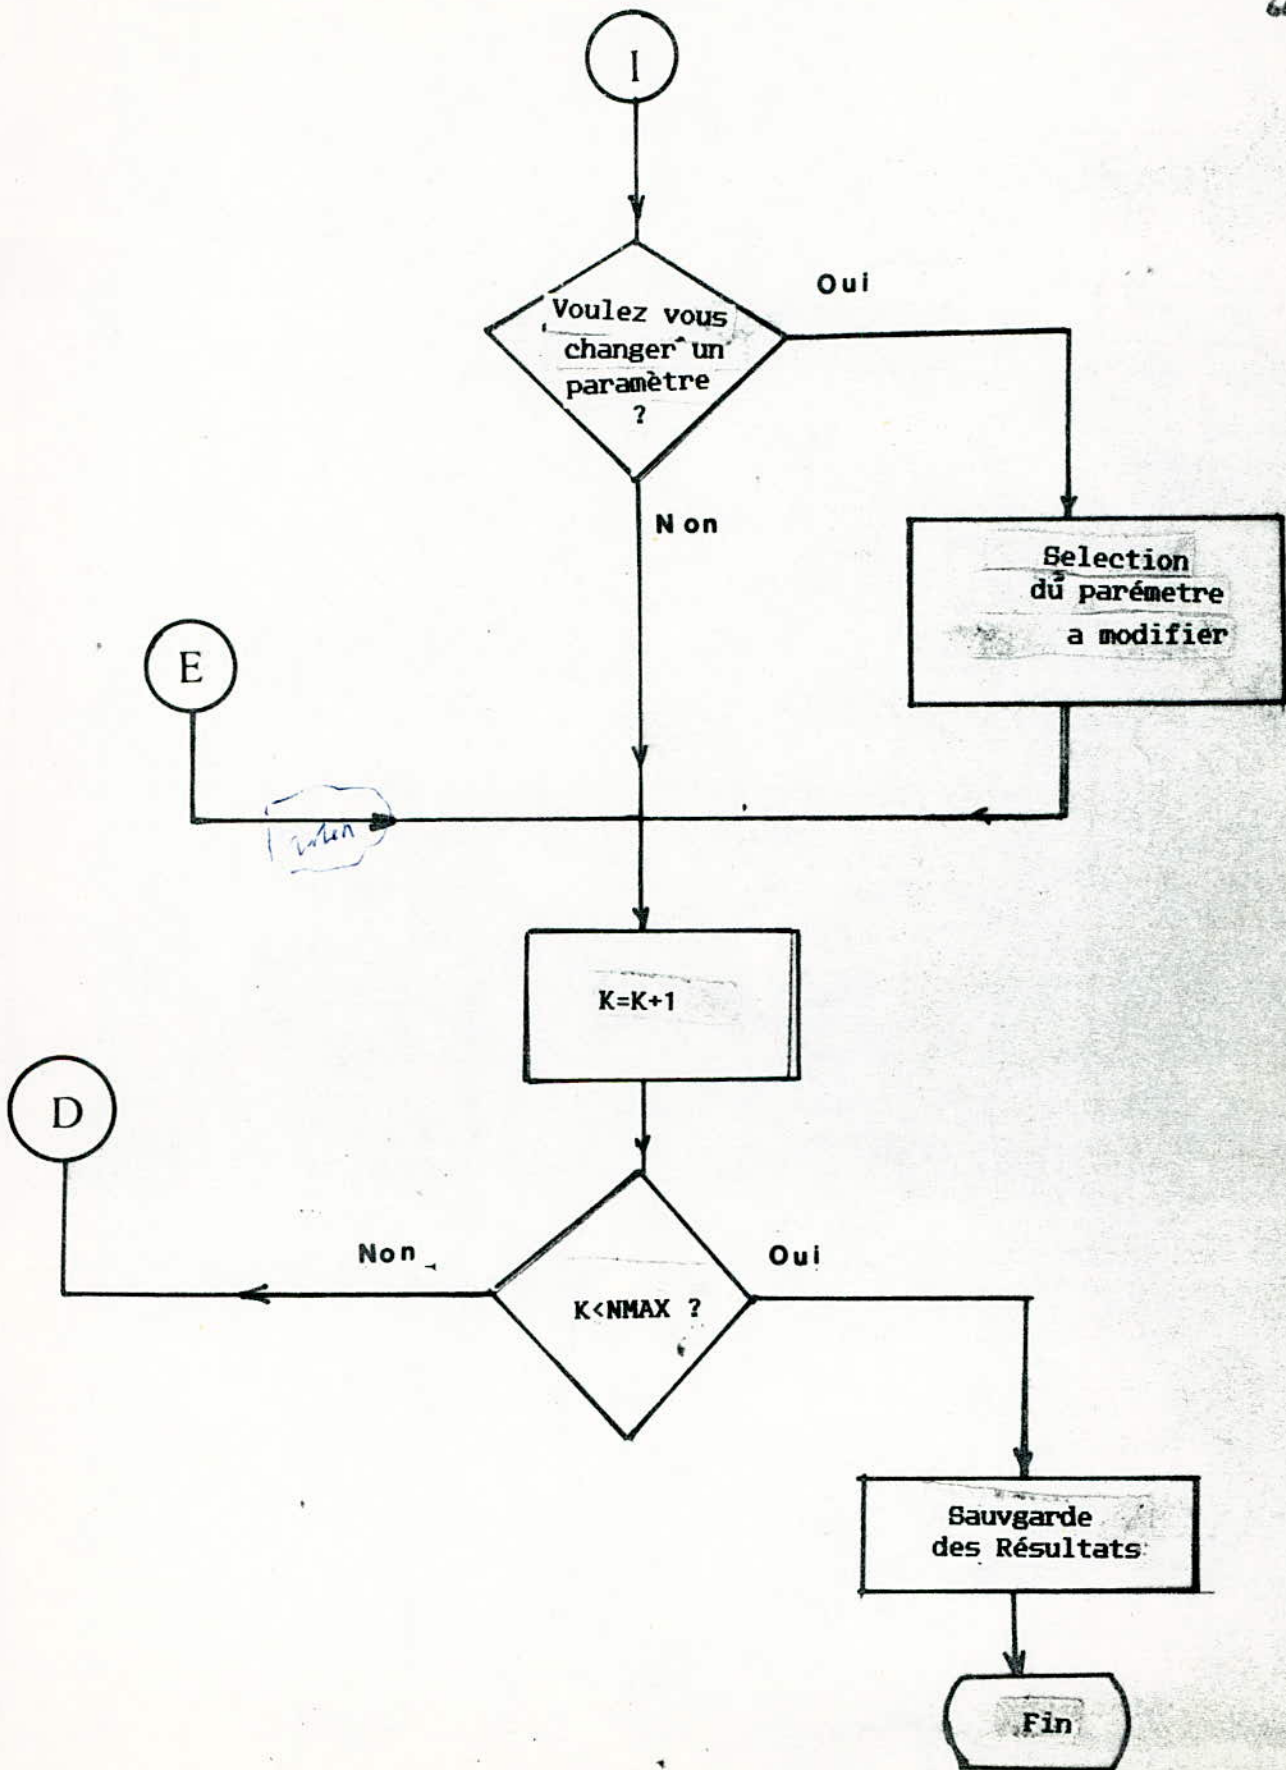 I
Voulez vous
changer un
paramètre
?
Oui
Non
Selection
du parémetre
a modifier
E
K=K+1
D
Non
Oui
K<NMAX ?
Sauvgarde
des Résultats
Fin